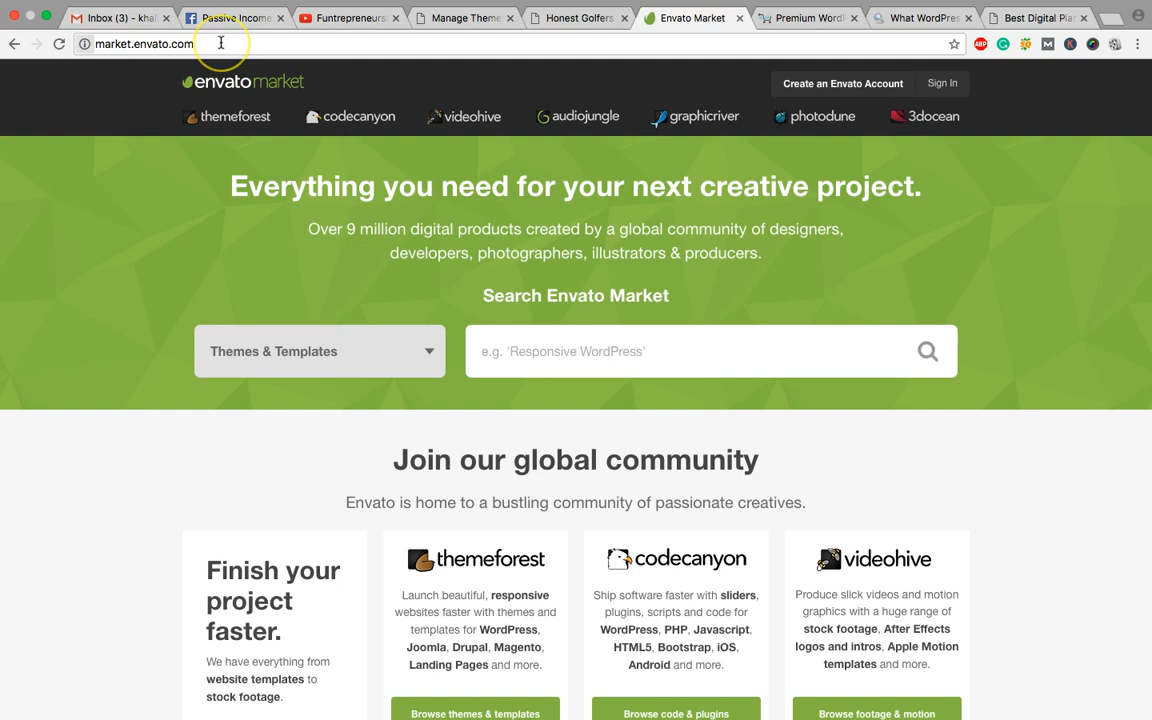 Inbox (3) - kha
Passive Income
Funtrepreneurs
Manage Theme
Honest Golfers
Envato Market
Premium Word
What WordPres
Best Digital Pia
market.envato.com
envatomarket
Create an Envato Account
Sign In
themeforest
codecanyon
videohive
audiojungle
graphicriver
photodune
3docean
Everything you need for your next creative project.
Over 9 million digital products created by a global community of designers,
developers, photographers, illustrators & producers.
Search Envato Market
Themes & Templates
e.g. 'Responsive WordPress'
Join our global community
Envato is home to a bustling community of passionate creatives.
Finish your
project
faster.
We have everything from
website templates to
stock footage.
themeforest
Launch beautiful, responsive
websites faster with themes and
templates for WordPress,
Joomla, Drupal, Magento,
Landing Pages and more.
Browse themes & templates
codecanyon
Ship software faster with sliders,
plugins, scripts and code for
WordPress, PHP, Javascript,
HTML5, Bootstrap, iOS,
Android and more.
Browse code & plugins
videohive
Produce slick videos and motion
graphics with a huge range of
stock footage, After Effects
logos and intros, Apple Motion
templates and more.
Browse footage & motion